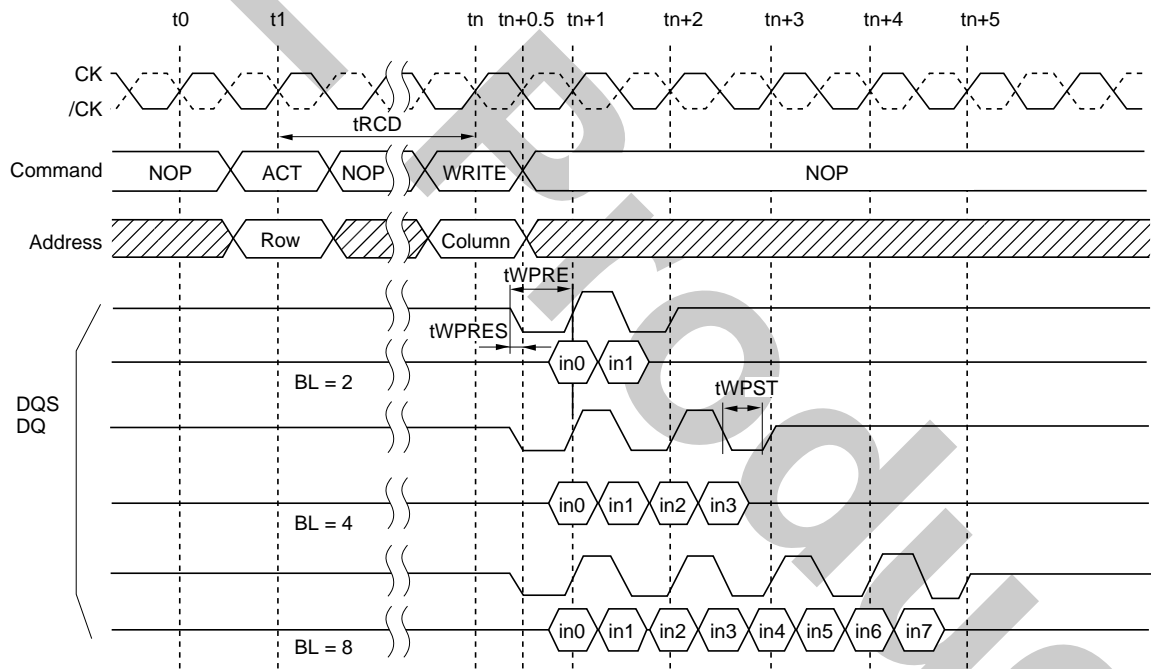 t0 t1 tn tn+0.5 tn+1 tn+2 tn+3 tn+4 tn+5
CK
/CK
tRCD
Command NOP ACT NOP WRITE NOP
Address Row Column
tWPRE
tWPRES
in0 in1
BL = 2
tWPST
DQS
DQ
in0 in1 in2 in3
BL = 4
in0 in1 in2 in3 in4 in5 in6 in7
BL = 8